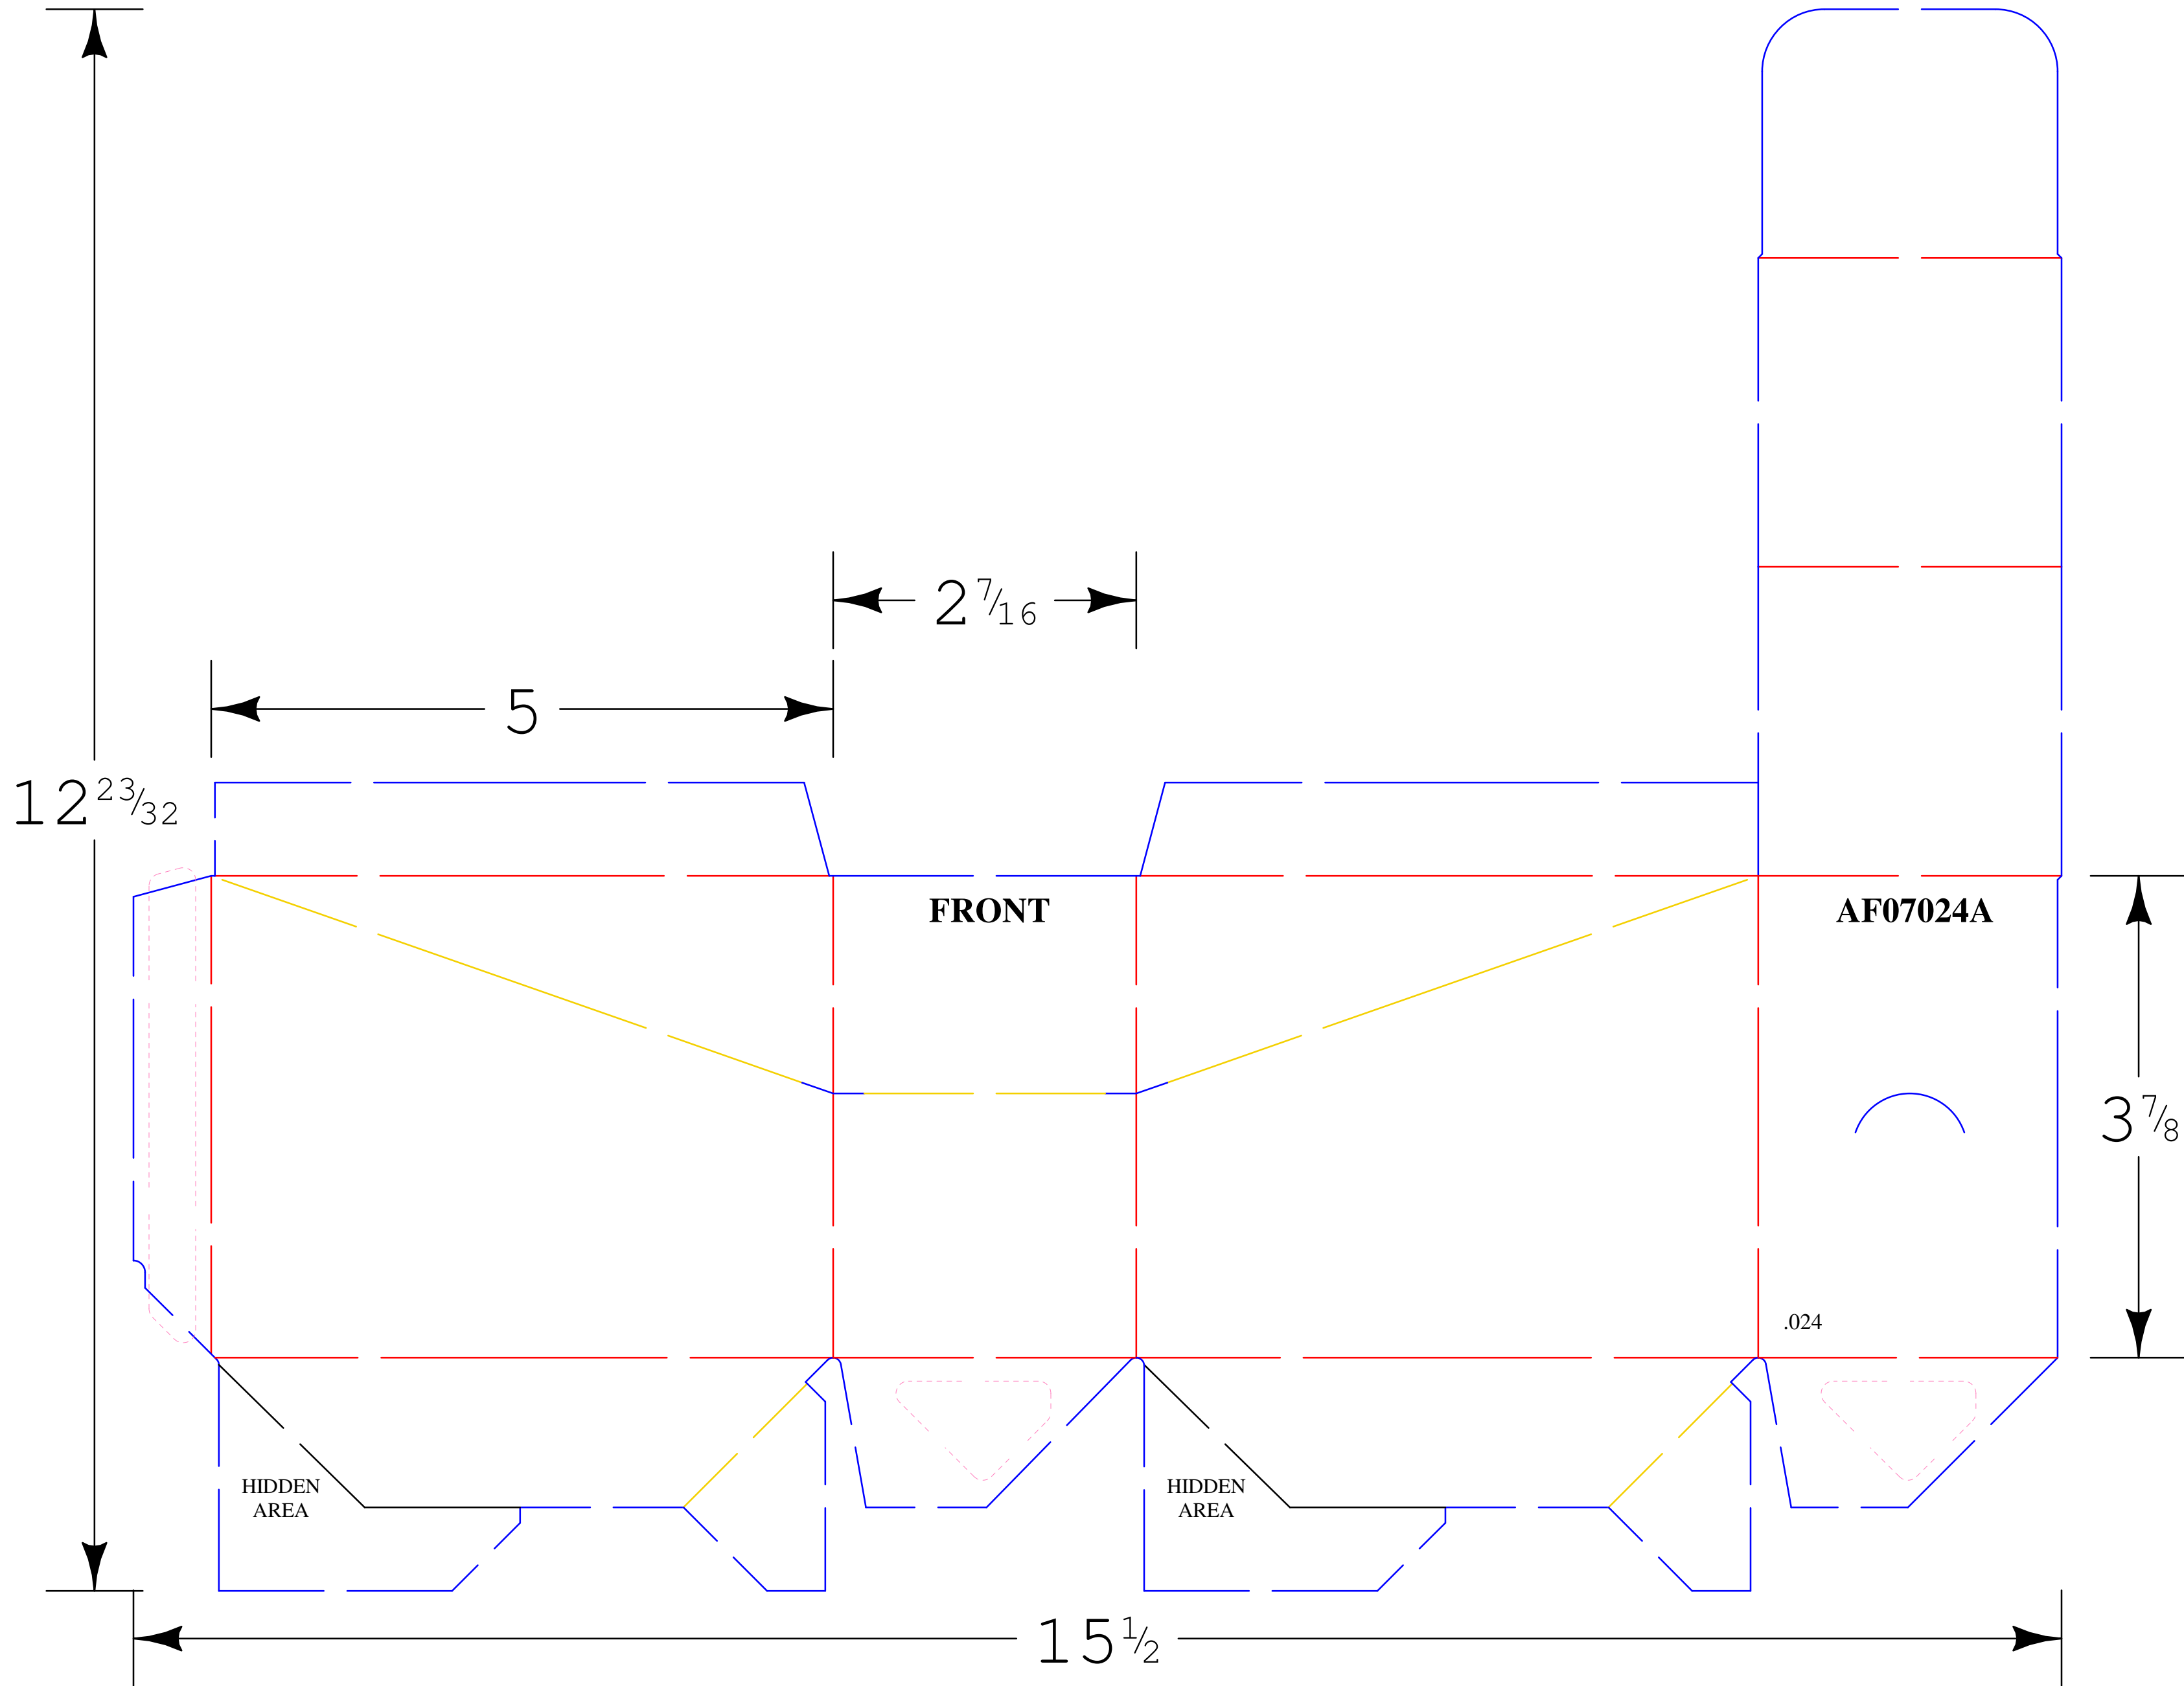 2 7/16
5
12 23/32
FRONT
AF07024A
3 7/8
.024
HIDDEN
AREA
HIDDEN
AREA
15 1/2